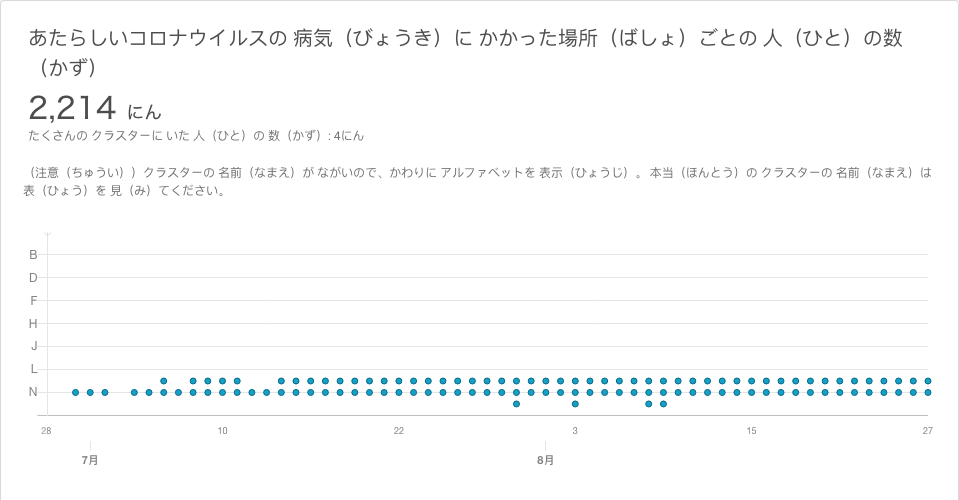 あたらしいコロナウイルスの 病気（びょうき）に かかった場所（ばしょ）ごとの 人（ひと）の数
（かず）
2,214 にん
たくさんの クラスターに いた 人（ひと）の 数（かず）: 4にん
（注意（ちゅうい））クラスターの 名前（なまえ）が ながいので、かわりに アルファベットを 表示（ひょうじ）。 本当（ほんとう）の クラスターの 名前（なまえ）は
表（ひょう）を 見（み）てください。
B
D
F
H
J
L
N
28 10 22 3 15 27
7月 8月